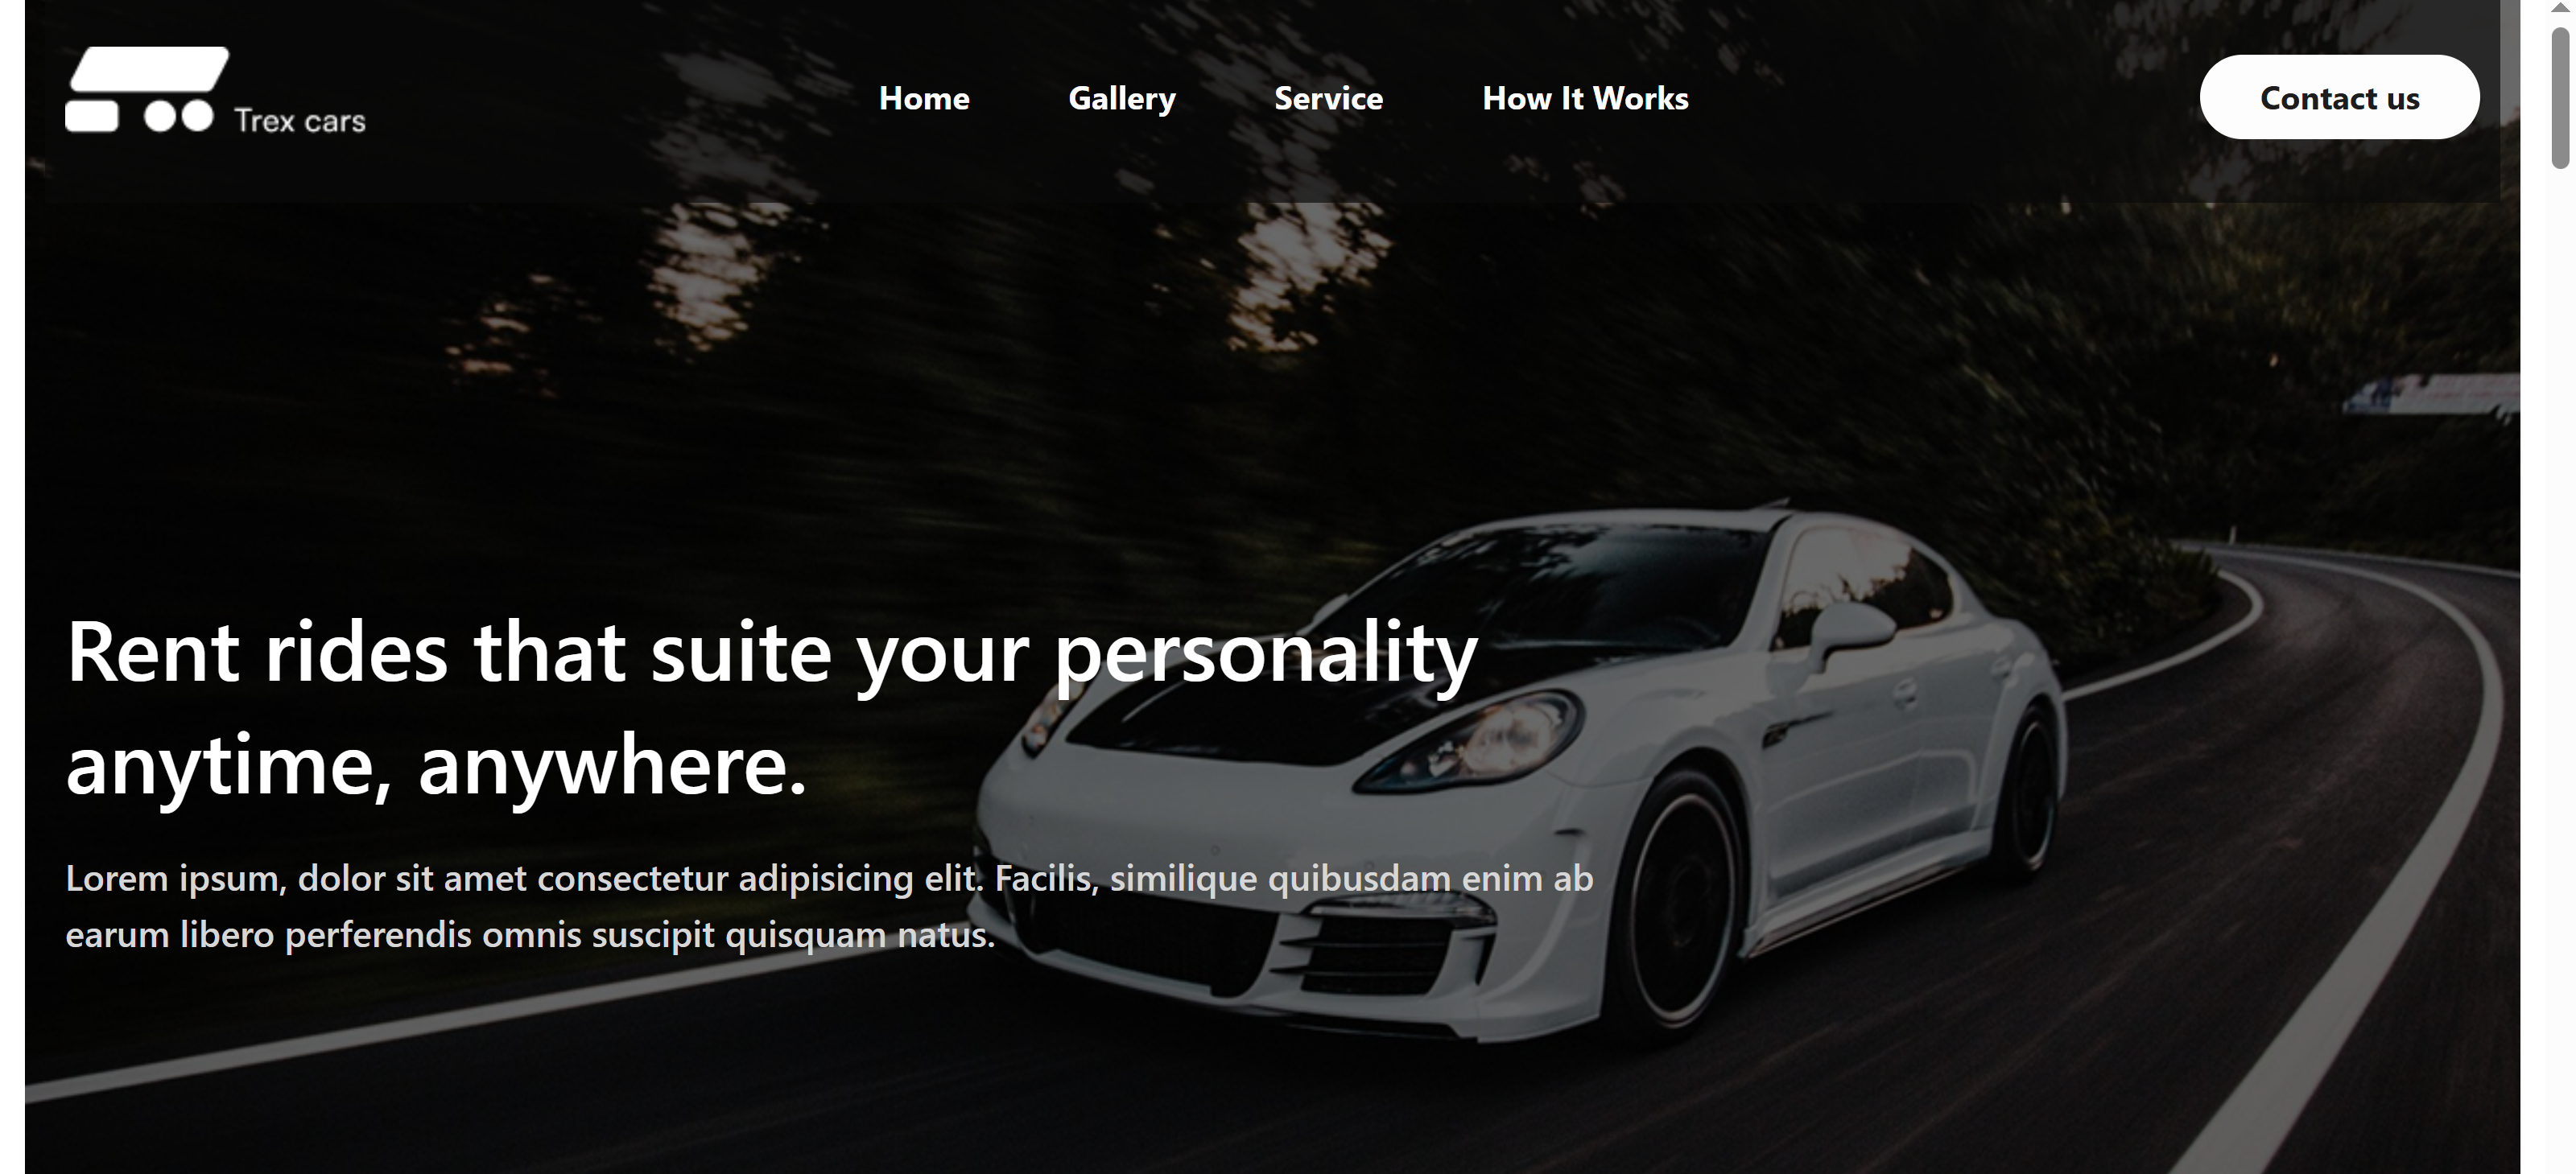 Trex cars
Home
Gallery
Service
How It Works
Contact us
Rent rides that suite your personality
anytime, anywhere.
Lorem ipsum, dolor sit amet consectetur adipisicing elit. Facilis, similique quibusdam enim ab
earum libero perferendis omnis suscipit quisquam natus.